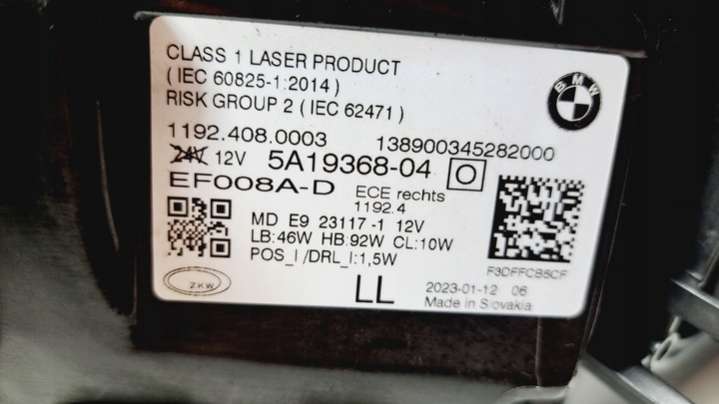 CLASS 1 LASER PRODUCT
( IEC 60825-1:2014 )
RISK GROUP 2 ( IEC 62471 )
BMW
1192.408.0003 138900345282000
24V 12V 5A19368-04
EF008A-D ECE rechts
1192.4
MD E9 23117 -1 12V
LB:46W HB:92W CL:10W
POS_I /DRL_I:1,5W
F3DFFCB5CF
ZKW
LL
2023-01-12 06
Made in Slovakia